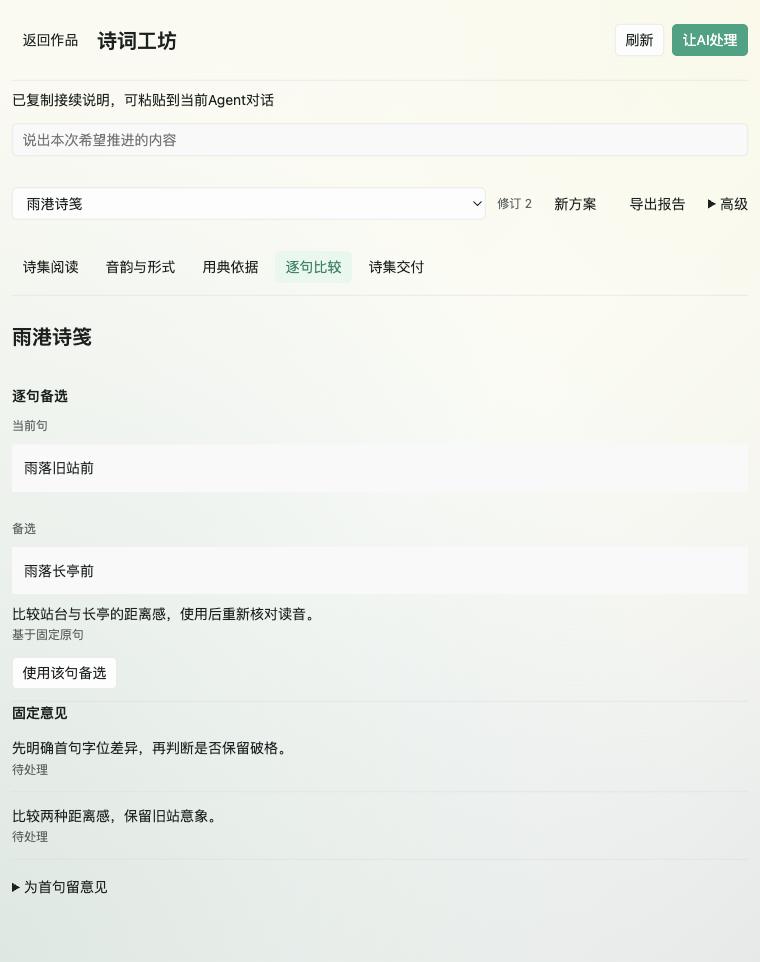 返回作品 诗词工坊 刷新 让AI处理
已复制接续说明，可粘贴到当前Agent对话
说出本次希望推进的内容
雨港诗笺 修订 2 新方案 导出报告 ▶ 高级
诗集阅读 音韵与形式 用典依据 逐句比较 诗集交付
雨港诗笺
逐句备选
当前句
雨落旧站前
备选
雨落长亭前
比较站台与长亭的距离感，使用后重新核对读音。
基于固定原句
使用该句备选
固定意见
先明确首句字位差异，再判断是否保留破格。
待处理
比较两种距离感，保留旧站意象。
待处理
▶ 为首句留意见